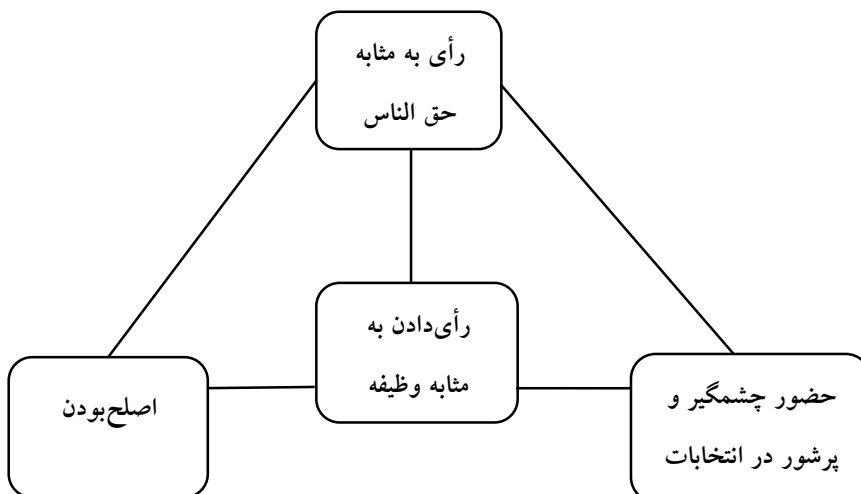 رأی به مثابه
حق الناس
رأی‌دادن به
مثابه وظیفه
حضور چشمگیر و
پرشور در انتخابات
اصلح‌بودن